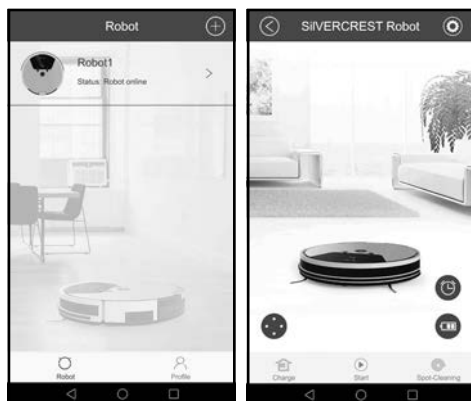 Robot
Robot1
Status: Robot online
Robot
Profile
SilVERCREST Robot
Charge
Start
Spot-Cleaning